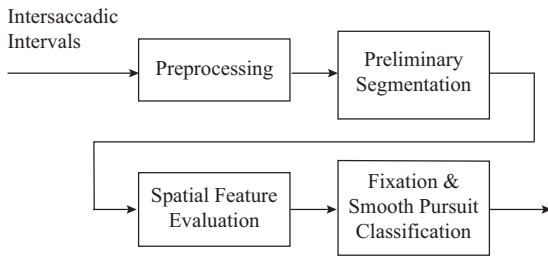 Intersaccadic
Intervals
Preprocessing
Preliminary
Segmentation
Spatial Feature
Evaluation
Fixation &
Smooth Pursuit
Classification